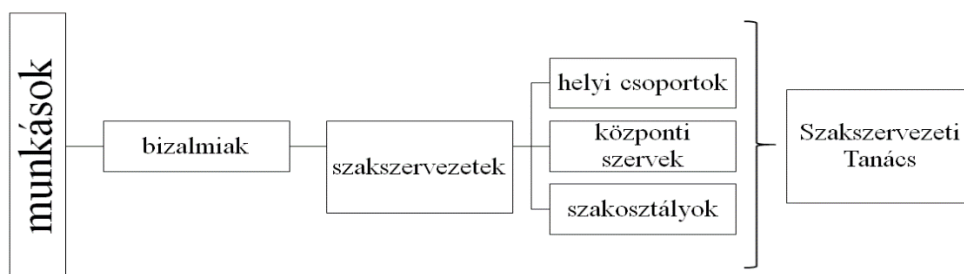 munkások
bizalmiak
szakszervezetek
helyi csoportok
központi
szervek
szakosztályok
Szakszervezeti
Tanács